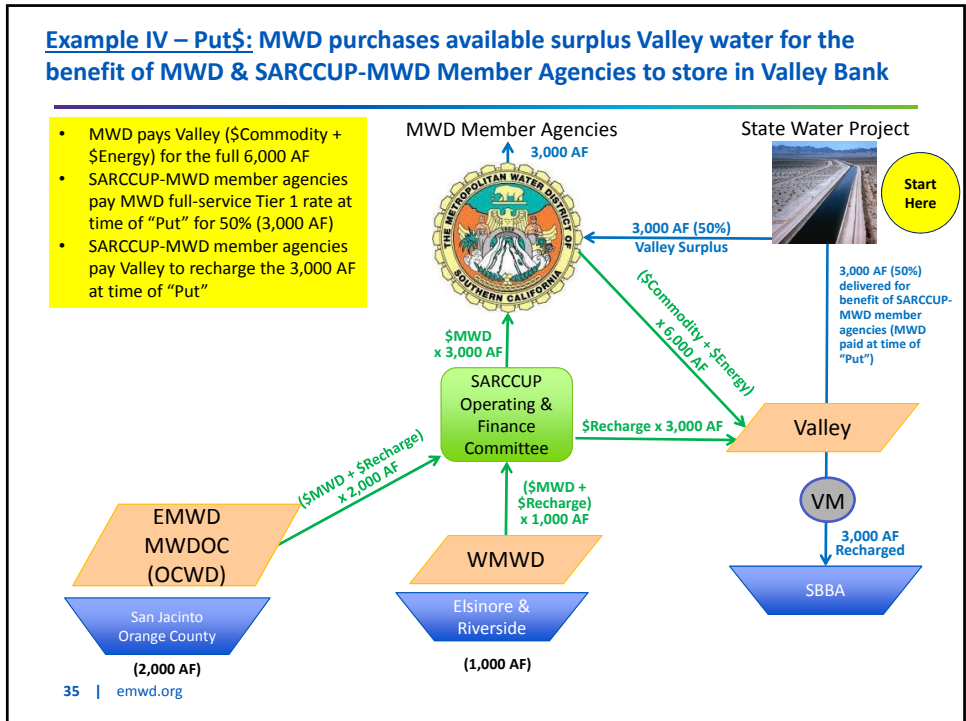 Example IV – Put$: MWD purchases available surplus Valley water for the
benefit of MWD & SARCCUP-MWD Member Agencies to store in Valley Bank
• MWD pays Valley ($Commodity +
$Energy) for the full 6,000 AF
• SARCCUP-MWD member agencies
pay MWD full-service Tier 1 rate at
time of “Put” for 50% (3,000 AF)
• SARCCUP-MWD member agencies
pay Valley to recharge the 3,000 AF
at time of “Put”
MWD Member Agencies
3,000 AF
THE METROPOLITAN WATER DISTRICT OF
SOUTHERN CALIFORNIA
State Water Project
Start
Here
3,000 AF (50%)
Valley Surplus
3,000 AF (50%)
delivered for
benefit of SARCCUP-
MWD member
agencies (MWD
paid at time of
“Put”)
($Commodity + $Energy)
x 6,000 AF
$MWD
x 3,000 AF
SARCCUP
Operating &
Finance
Committee
$Recharge x 3,000 AF
Valley
($MWD + $Recharge)
x 2,000 AF
($MWD +
$Recharge)
x 1,000 AF
VM
3,000 AF
Recharged
EMWD
MWDOC
(OCWD)
WMWD
SBBA
San Jacinto
Orange County
Elsinore &
Riverside
(2,000 AF)
(1,000 AF)
35 | emwd.org